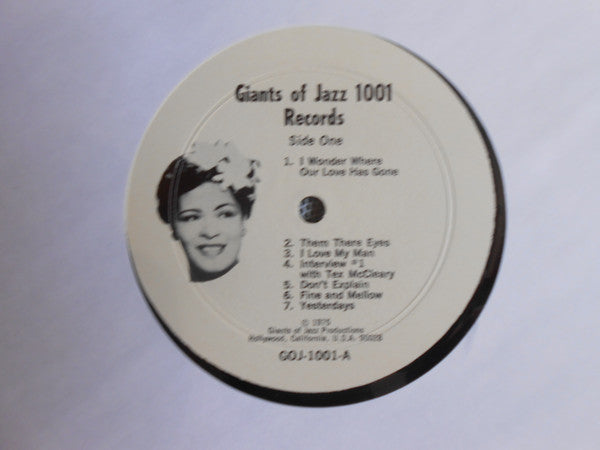 Giants of Jazz 1001
Records
Side One
1. I Wonder Where
Our Love Has Gone
2. Them There Eyes
3. I Love My Man
4. Interview #1
with Tex McCleary
5. Don't Explain
6. Fine and Mellow
7. Yesterdays
© 1975
Giants of Jazz Productions
Hollywood, California, U.S.A. 90028
GOJ-1001-A